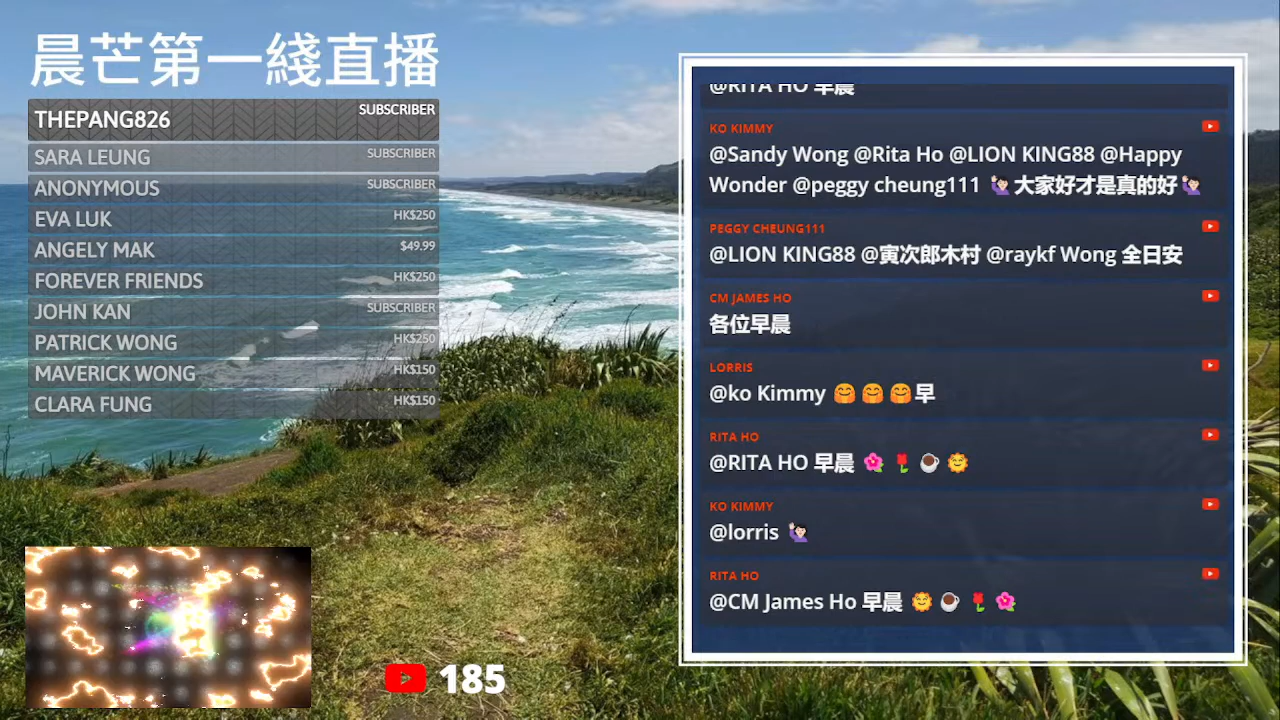 晨芒第一綫直播
THEPANG826 SUBSCRIBER
SARA LEUNG SUBSCRIBER
ANONYMOUS SUBSCRIBER
EVA LUK HK$250
ANGELY MAK $49.99
FOREVER FRIENDS HK$250
JOHN KAN SUBSCRIBER
PATRICK WONG HK$250
MAVERICK WONG HK$150
CLARA FUNG HK$150
185
@RITA HO 早晨
KO KIMMY
@Sandy Wong @Rita Ho @LION KING88 @Happy
Wonder @peggy cheung111 🙋🏻‍♀️大家好才是真的好🙋🏻‍♀️
PEGGY CHEUNG111
@LION KING88 @寅次郎木村 @raykf Wong 全日安
CM JAMES HO
各位早晨
LORRIS
@ko Kimmy 🤗🤗🤗早
RITA HO
@RITA HO 早晨 🌺🌷☕🌞
KO KIMMY
@lorris 🙋🏻‍♀️
RITA HO
@CM James Ho 早晨 🌞☕🌷🌺